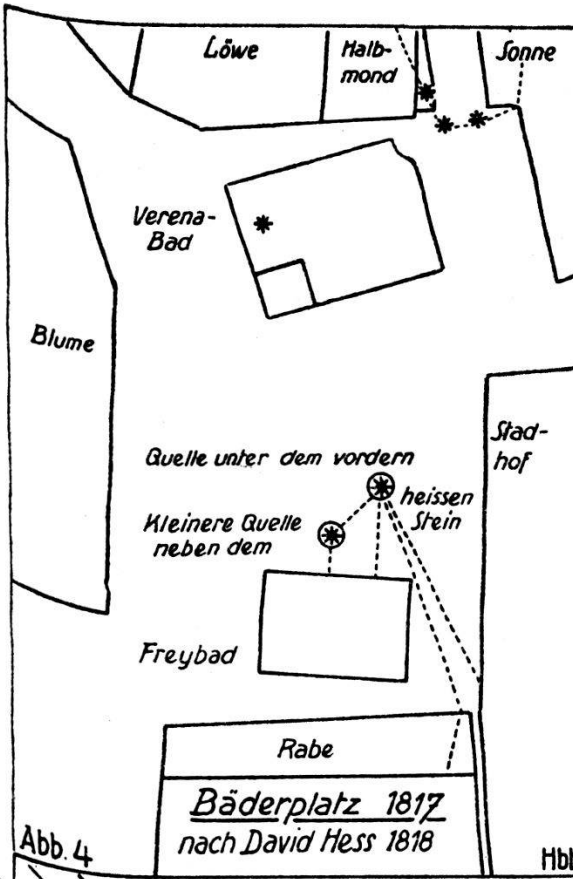 Löwe
Halb-
mond
Sonne
Verena-
Bad
Blume
Stad-
hof
Quelle unter dem vordern
heissen
Stein
Kleinere Quelle
neben dem
Freybad
Rabe
Bäderplatz 1817
nach David Hess 1818
Abb. 4
Hbl